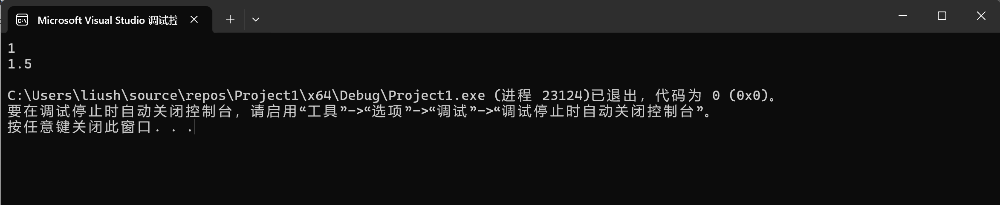 Microsoft Visual Studio 调试控
1
1.5
C:\Users\liush\source\repos\Project1\x64\Debug\Project1.exe (进程 23124)已退出，代码为 0 (0x0)。
要在调试停止时自动关闭控制台，请启用“工具”->“选项”->“调试”->“调试停止时自动关闭控制台”。
按任意键关闭此窗口. . .